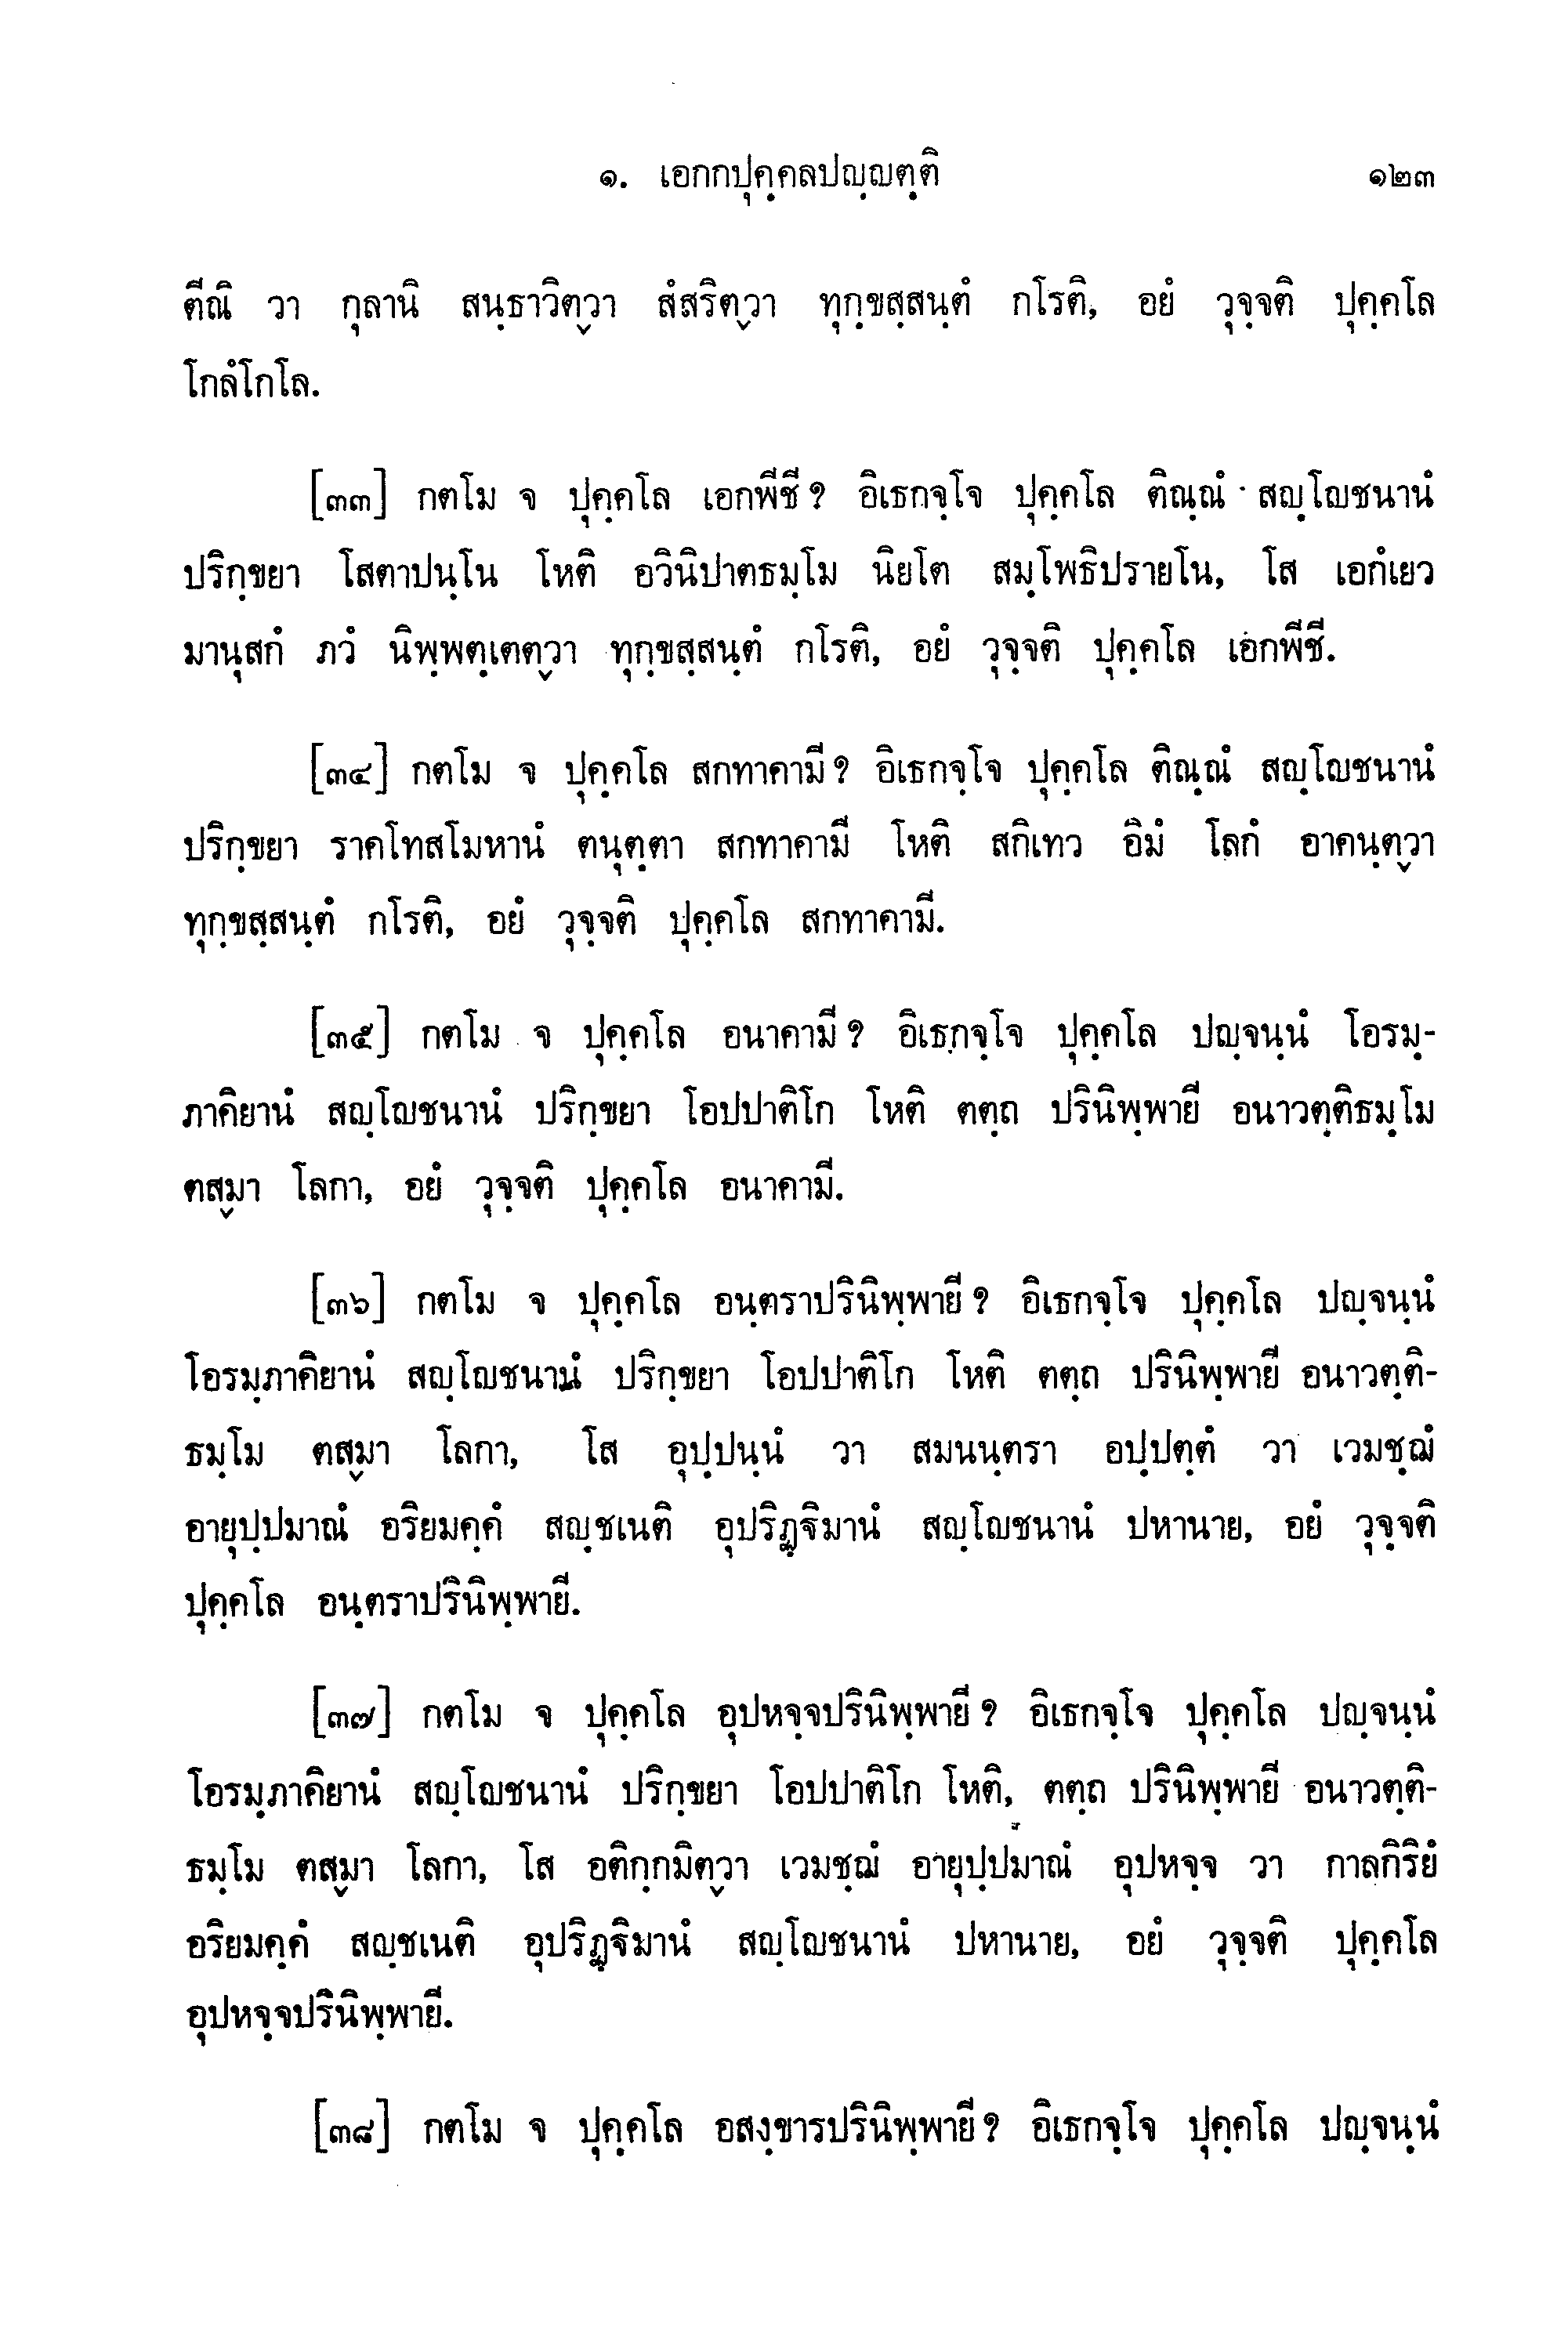 ๑. เอกกปุคฺคลปญฺญตฺติ ๑๒๓
ตีณิ วา กุลานิ สนฺธาวิตฺวา สํสริตฺวา ทุกฺขสฺสนฺตํ กโรติ, อยํ วุจฺจติ ปุคฺคโล
โกลํโกโล.
[๓๓] กตโม จ ปุคฺคโล เอกพีชี? อิเธกจฺโจ ปุคฺคโล ติณฺณํ สญฺโญชนานํ
ปริกฺขยา โสตาปนฺโน โหติ อวินิปาตธมฺโม นิยโต สมฺโพธิปรายโน, โส เอกํเยว
มานุสกํ ภวํ นิพฺพตฺเตตฺวา ทุกฺขสฺสนฺตํ กโรติ, อยํ วุจฺจติ ปุคฺคโล เอกพีชี.
[๓๔] กตโม จ ปุคฺคโล สกทาคามี? อิเธกจฺโจ ปุคฺคโล ติณฺณํ สญฺโญชนานํ
ปริกฺขยา ราคโทสโมหานํ ตนุตฺตา สกทาคามี โหติ สกิเทว อิมํ โลกํ อาคนฺตฺวา
ทุกฺขสฺสนฺตํ กโรติ, อยํ วุจฺจติ ปุคฺคโล สกทาคามี.
[๓๕] กตโม จ ปุคฺคโล อนาคามี? อิเธกจฺโจ ปุคฺคโล ปญฺจนฺนํ โอรมฺ-
ภาคิยานํ สญฺโญชนานํ ปริกฺขยา โอปปาติโก โหติ ตตฺถ ปรินิพฺพายี อนาวตฺติธมฺโม
ตสฺมา โลกา, อยํ วุจฺจติ ปุคฺคโล อนาคามี.
[๓๖] กตโม จ ปุคฺคโล อนฺตราปรินิพฺพายี? อิเธกจฺโจ ปุคฺคโล ปญฺจนฺนํ
โอรมฺภาคิยานํ สญฺโญชนานํ ปริกฺขยา โอปปาติโก โหติ ตตฺถ ปรินิพฺพายี อนาวตฺติ-
ธมฺโม ตสฺมา โลกา, โส อุปฺปนฺนํ วา สมนนฺตรา อปฺปตฺตํ วา เวมชฺฌํ
อายุปฺปมาณํ อริยมคฺคํ สญฺชเนติ อุปริฏฺฐิมานํ สญฺโญชนานํ ปหานาย, อยํ วุจฺจติ
ปุคฺคโล อนฺตราปรินิพฺพายี.
[๓๗] กตโม จ ปุคฺคโล อุปหจฺจปรินิพฺพายี? อิเธกจฺโจ ปุคฺคโล ปญฺจนฺนํ
โอรมฺภาคิยานํ สญฺโญชนานํ ปริกฺขยา โอปปาติโก โหติ, ตตฺถ ปรินิพฺพายี อนาวตฺติ-
ธมฺโม ตสฺมา โลกา, โส อติกฺกมิตฺวา เวมชฺฌํ อายุปฺปมาณํ อุปหจฺจ วา กาลกิริยํ
อริยมคฺคํ สญฺชเนติ อุปริฏฺฐิมานํ สญฺโญชนานํ ปหานาย, อยํ วุจฺจติ ปุคฺคโล
อุปหจฺจปรินิพฺพายี.
[๓๘] กตโม จ ปุคฺคโล อสงฺขารปรินิพฺพายี? อิเธกจฺโจ ปุคฺคโล ปญฺจนฺนํ